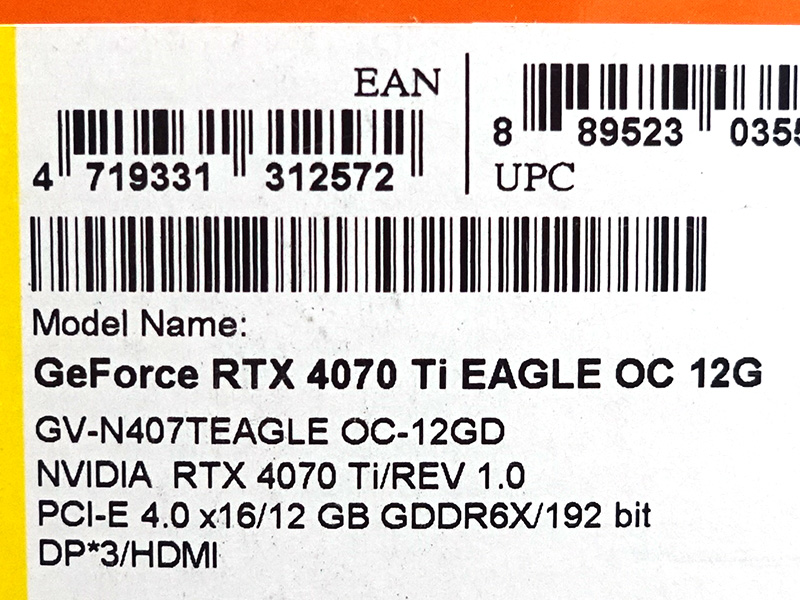 EAN
4 719331 312572
8 89523 0355
UPC
Model Name:
GeForce RTX 4070 Ti EAGLE OC 12G
GV-N407TEAGLE OC-12GD
NVIDIA RTX 4070 Ti/REV 1.0
PCI-E 4.0 x16/12 GB GDDR6X/192 bit
DP*3/HDMI